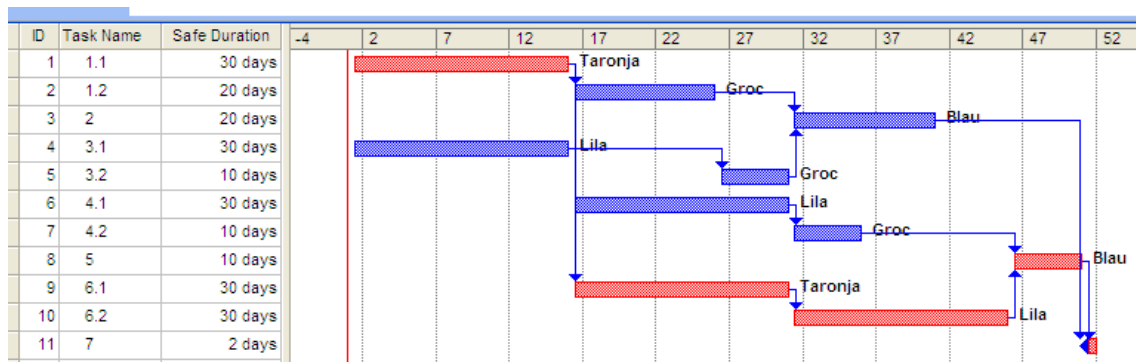 ID Task Name Safe Duration -4 2 7 12 17 22 27 32 37 42 47 52
1 1.1 30 days Taronja
2 1.2 20 days Groc
3 2 20 days Blau
4 3.1 30 days Lila
5 3.2 10 days Groc
6 4.1 30 days Lila
7 4.2 10 days Groc
8 5 10 days Blau
9 6.1 30 days Taronja
10 6.2 30 days Lila
11 7 2 days